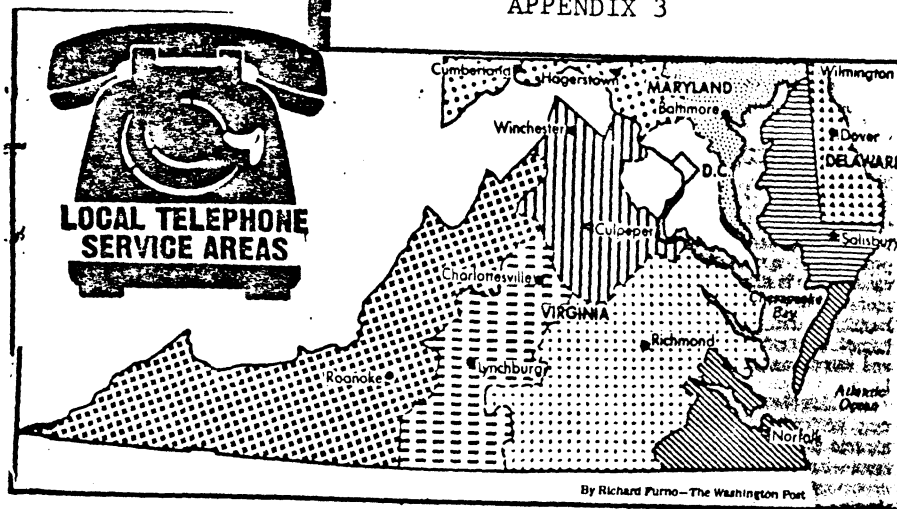 APPENDIX 3
LOCAL TELEPHONE
SERVICE AREAS
Cumberland
Hagerstown
MARYLAND
Baltimore
Wilmington
Winchester
Dover
D.C.
DELAWARE
Culpeper
Salisbury
Charlottesville
Chesapeake
Bay
VIRGINIA
Richmond
Roanoke
Lynchburg
Atlantic
Ocean
Norfolk
By Richard Furno—The Washington Post